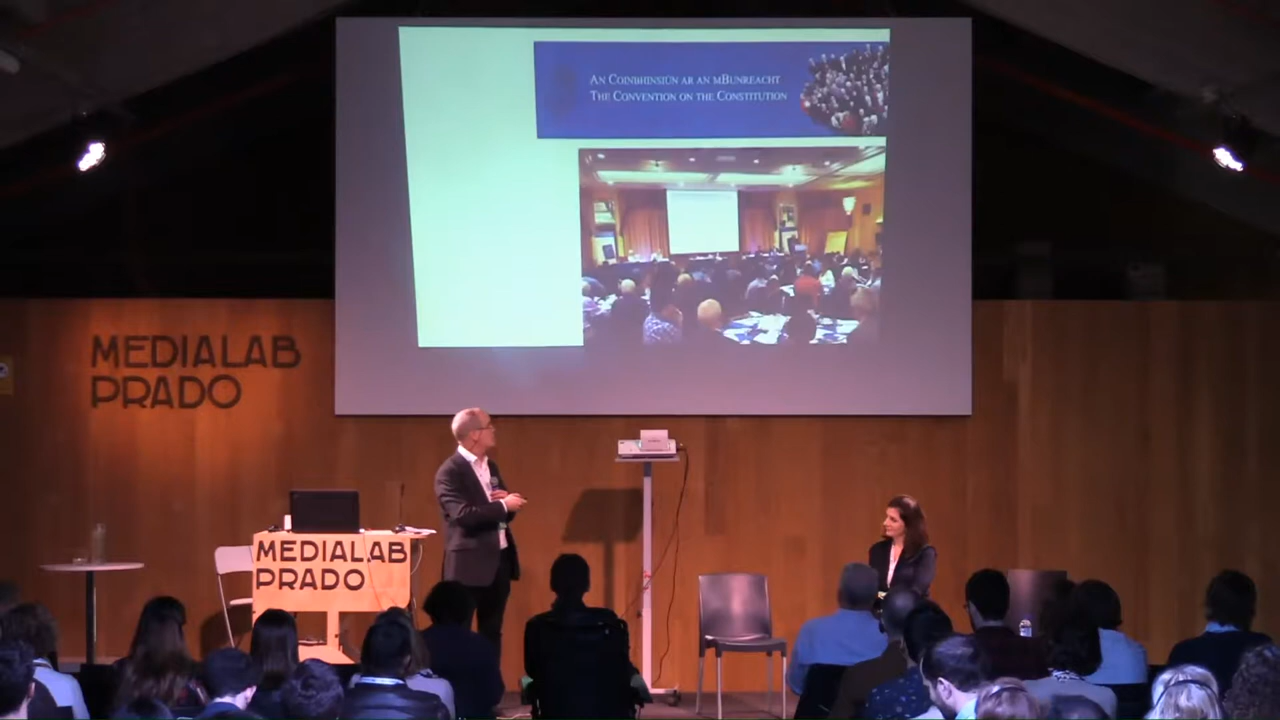 AN COINBHINSIÚN AR AN MBUNREACHT
THE CONVENTION ON THE CONSTITUTION
MEDIALAB
PRADO
MEDIALAB
PRADO